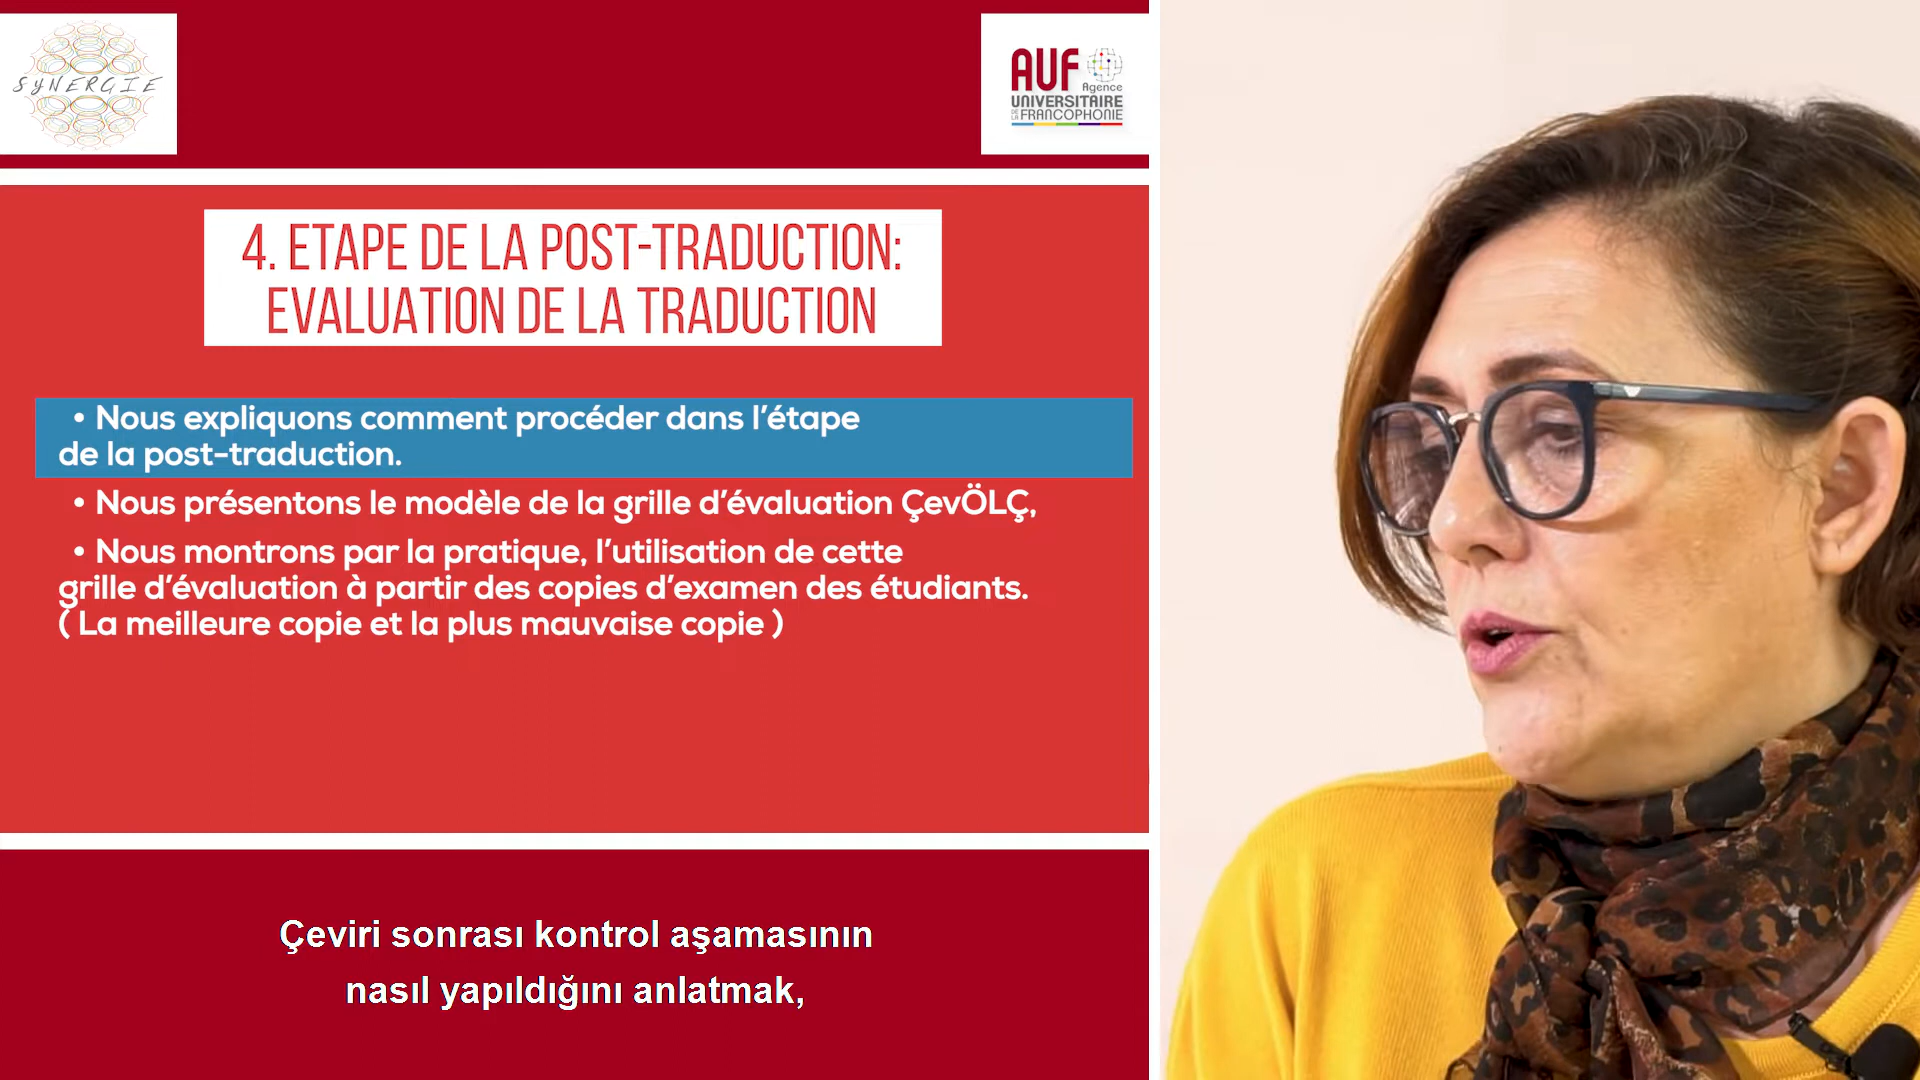 SYNERGIE
AUF
Agence
UNIVERSITAIRE
DE LA FRANCOPHONIE
4. ETAPE DE LA POST-TRADUCTION:
EVALUATION DE LA TRADUCTION
• Nous expliquons comment procéder dans l'étape
de la post-traduction.
• Nous présentons le modèle de la grille d'évaluation ÇevÖLÇ,
• Nous montrons par la pratique, l'utilisation de cette
grille d'évaluation à partir des copies d'examen des étudiants.
( La meilleure copie et la plus mauvaise copie )
Çeviri sonrası kontrol aşamasının
nasıl yapıldığını anlatmak,